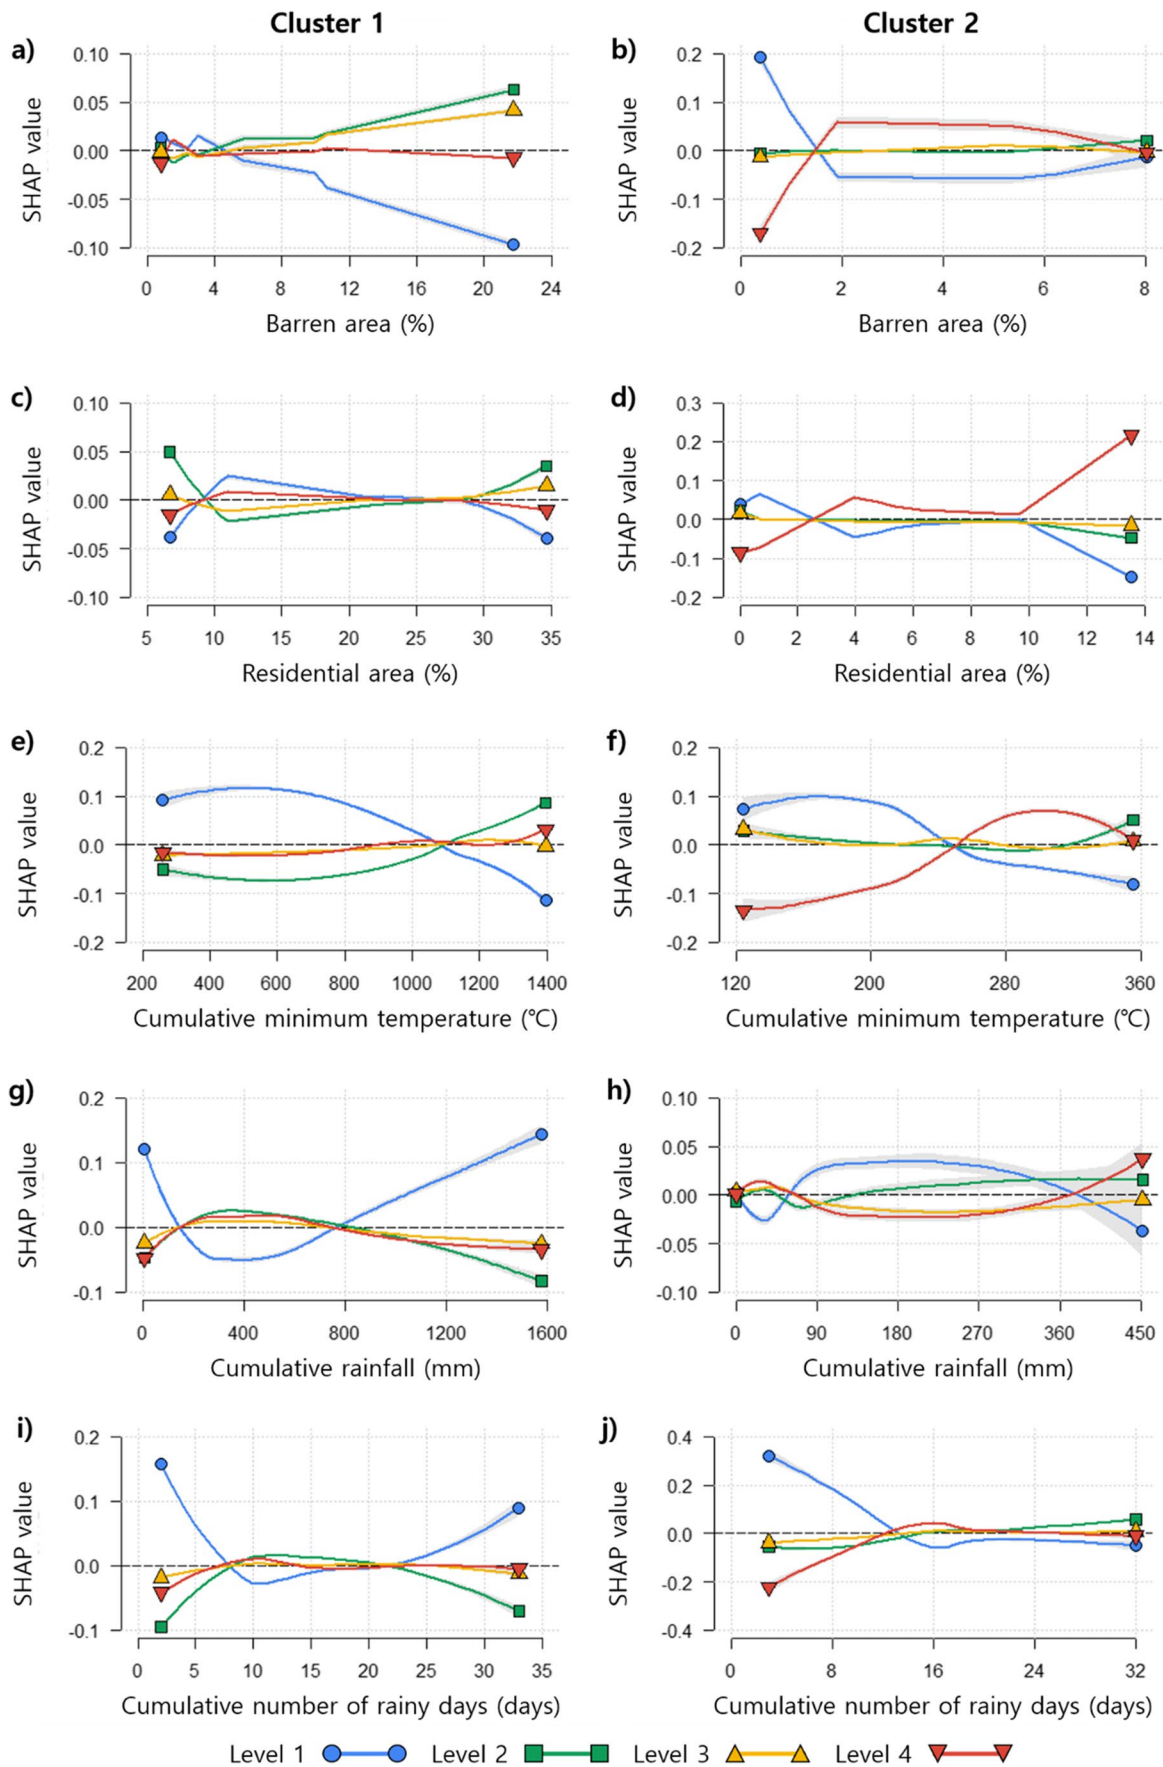 Cluster 1
Cluster 2
a)
SHAP value
0.10
0.05
0.00
-0.05
-0.10
0 4 8 12 16 20 24
Barren area (%)
b)
SHAP value
0.2
0.1
0.0
-0.1
-0.2
0 2 4 6 8
Barren area (%)
c)
SHAP value
0.10
0.05
0.00
-0.05
-0.10
5 10 15 20 25 30 35
Residential area (%)
d)
SHAP value
0.3
0.2
0.1
0.0
-0.1
-0.2
0 2 4 6 8 10 12 14
Residential area (%)
e)
SHAP value
0.2
0.1
0.0
-0.1
-0.2
200 400 600 800 1000 1200 1400
Cumulative minimum temperature (℃)
f)
SHAP value
0.2
0.1
0.0
-0.1
-0.2
120 200 280 360
Cumulative minimum temperature (℃)
g)
SHAP value
0.2
0.1
0.0
-0.1
0 400 800 1200 1600
Cumulative rainfall (mm)
h)
SHAP value
0.10
0.05
0.00
-0.05
-0.10
0 90 180 270 360 450
Cumulative rainfall (mm)
i)
SHAP value
0.2
0.1
0.0
-0.1
0 5 10 15 20 25 30 35
Cumulative number of rainy days (days)
j)
SHAP value
0.4
0.2
0.0
-0.2
-0.4
0 8 16 24 32
Cumulative number of rainy days (days)
Level 1 Level 2 Level 3 Level 4